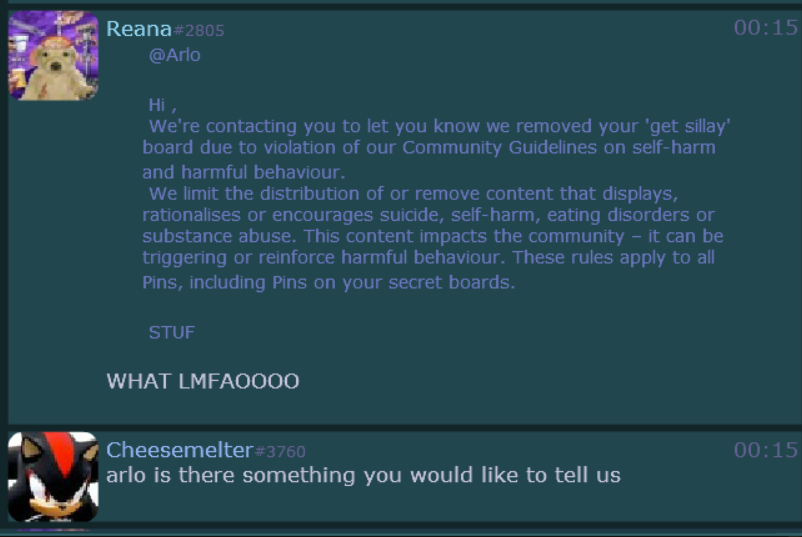 Reana#2805 00:15
@Arlo
Hi ,
We're contacting you to let you know we removed your 'get sillay'
board due to violation of our Community Guidelines on self-harm
and harmful behaviour.
We limit the distribution of or remove content that displays,
rationalises or encourages suicide, self-harm, eating disorders or
substance abuse. This content impacts the community – it can be
triggering or reinforce harmful behaviour. These rules apply to all
Pins, including Pins on your secret boards.
STUF
WHAT LMFAOOOO
Cheesemelter#3760 00:15
arlo is there something you would like to tell us